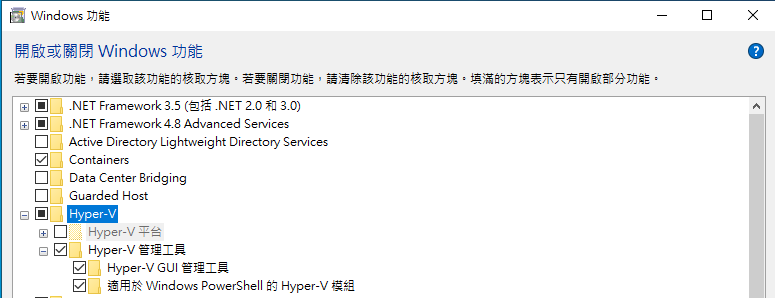 Windows 功能
開啟或關閉 Windows 功能
若要開啟功能，請選取該功能的核取方塊。若要關閉功能，請清除該功能的核取方塊。填滿的方塊表示只有開啟部分功能。
.NET Framework 3.5 (包括 .NET 2.0 和 3.0)
.NET Framework 4.8 Advanced Services
Active Directory Lightweight Directory Services
Containers
Data Center Bridging
Guarded Host
Hyper-V
Hyper-V 平台
Hyper-V 管理工具
Hyper-V GUI 管理工具
適用於 Windows PowerShell 的 Hyper-V 模組